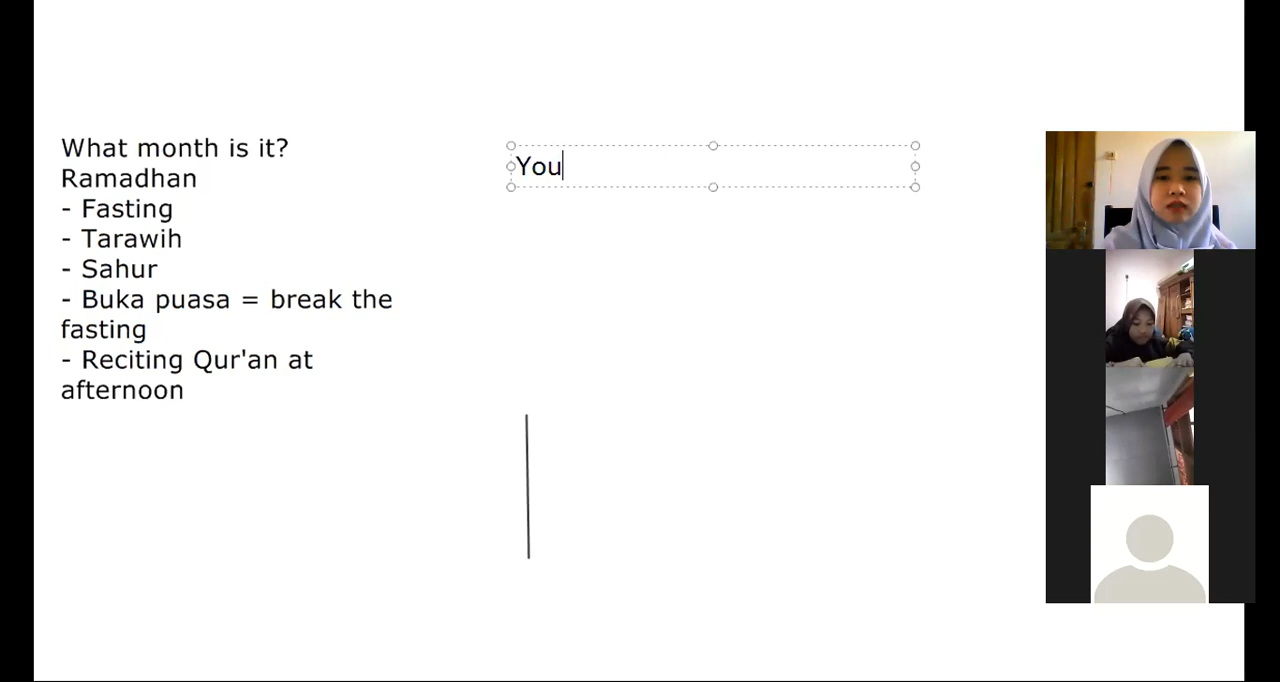 What month is it?
Ramadhan
- Fasting
- Tarawih
- Sahur
- Buka puasa = break the
fasting
- Reciting Qur'an at
afternoon
You